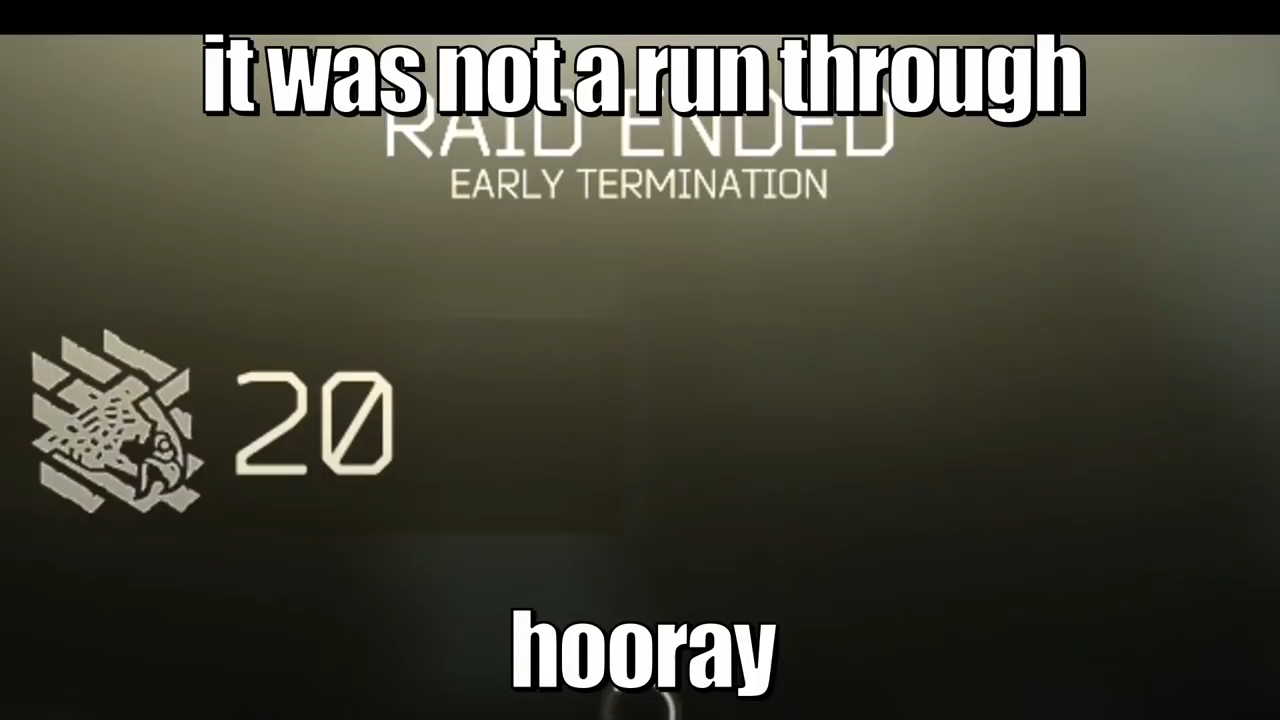 it was not a run through
RAID ENDED
EARLY TERMINATION
20
hooray